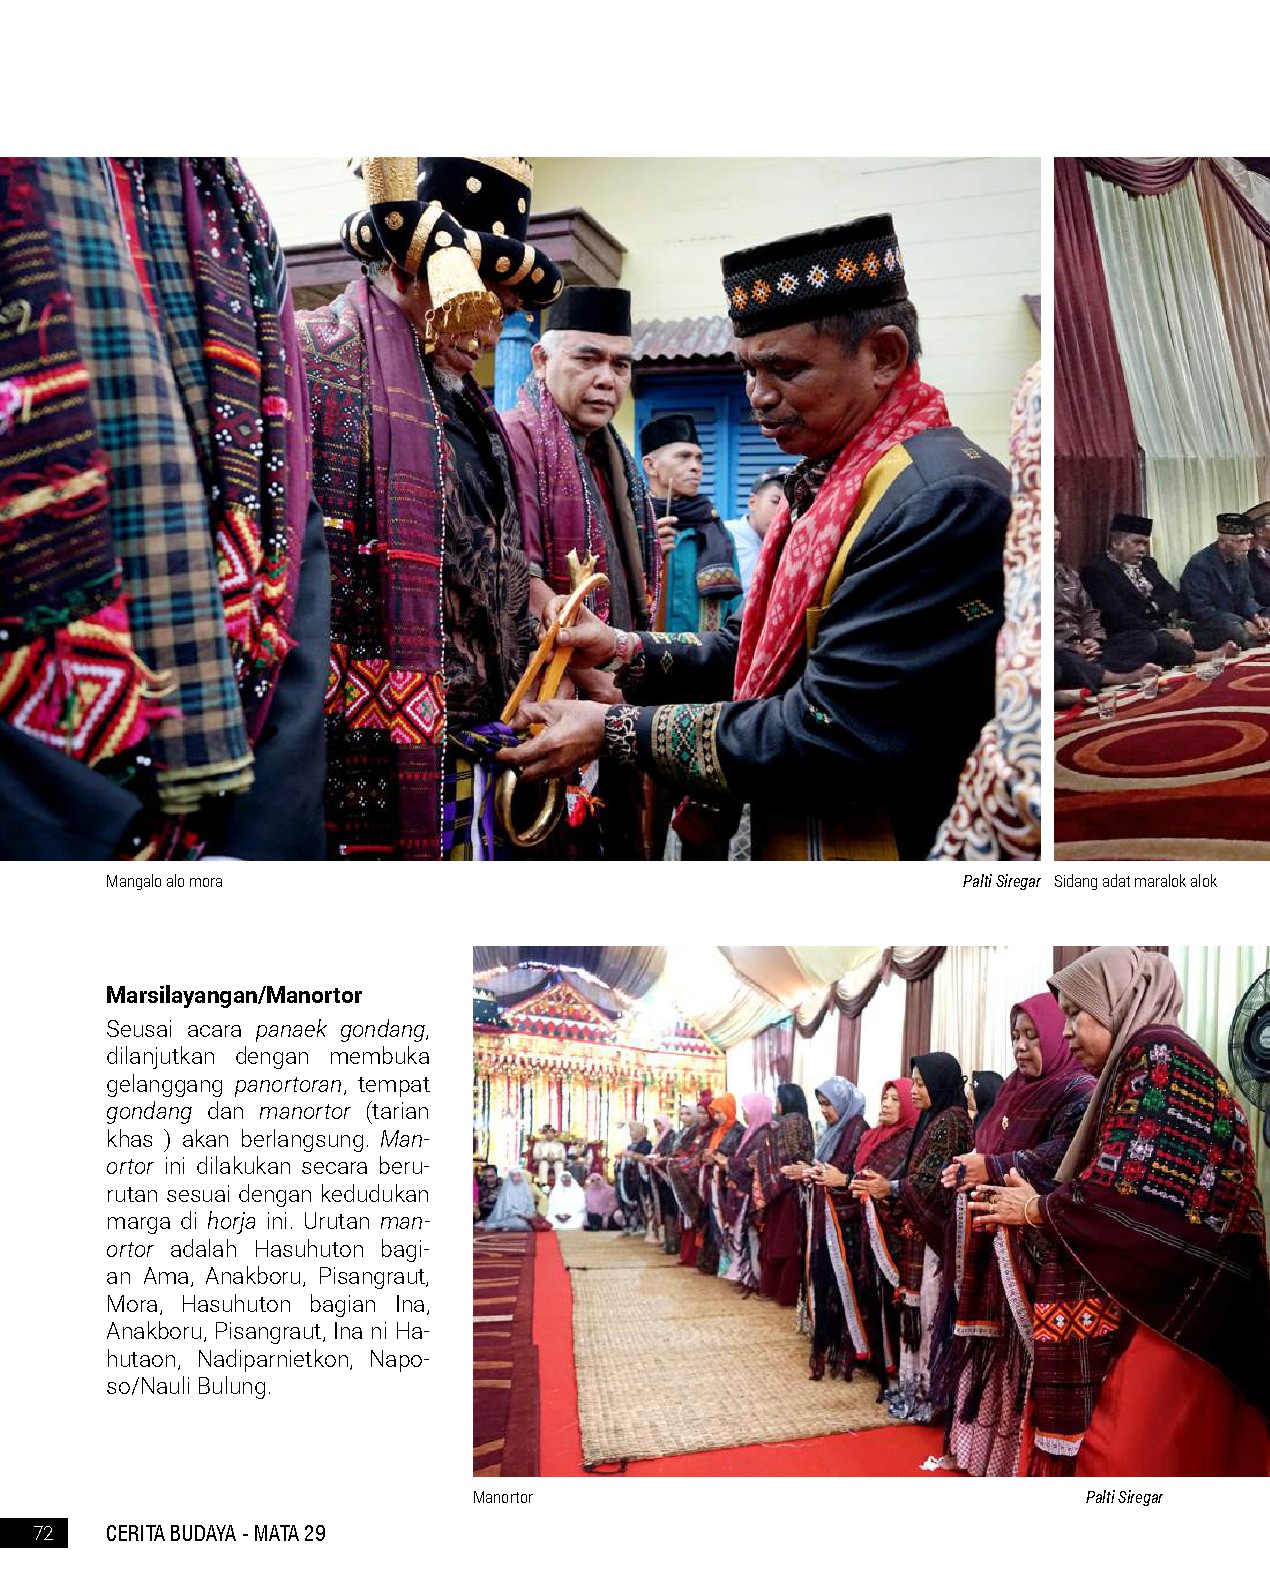 Mangalo alo mora
Palti Siregar
Sidang adat maralok alok
Marsilayangan/Manortor
Seusai acara panaek gondang,
dilanjutkan dengan membuka
gelanggang panortoran, tempat
gondang dan manortor (tarian
khas ) akan berlangsung. Man-
ortor ini dilakukan secara beru-
rutan sesuai dengan kedudukan
marga di horja ini. Urutan man-
ortor adalah Hasuhuton bagi-
an Ama, Anakboru, Pisangraut,
Mora, Hasuhuton bagian Ina,
Anakboru, Pisangraut, Ina ni Ha-
hutaon, Nadiparnietkon, Napo-
so/Nauli Bulung.
Manortor
Palti Siregar
72
CERITA BUDAYA - MATA 29